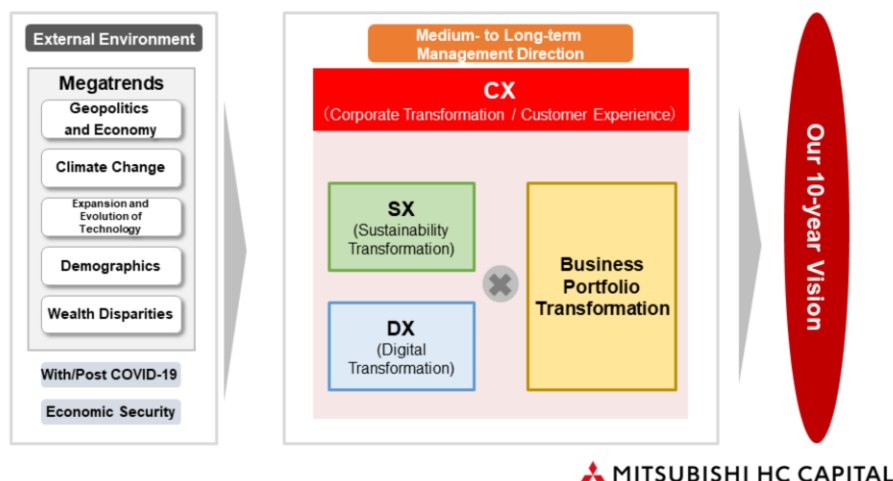 External Environment
Megatrends
Geopolitics
and Economy
Climate Change
Expansion and
Evolution of
Technology
Demographics
Wealth Disparities
With/Post COVID-19
Economic Security
Medium- to Long-term
Management Direction
CX
(Corporate Transformation / Customer Experience)
SX
(Sustainability
Transformation)
DX
(Digital
Transformation)
Business
Portfolio
Transformation
Our 10-year Vision
MITSUBISHI HC CAPITAL